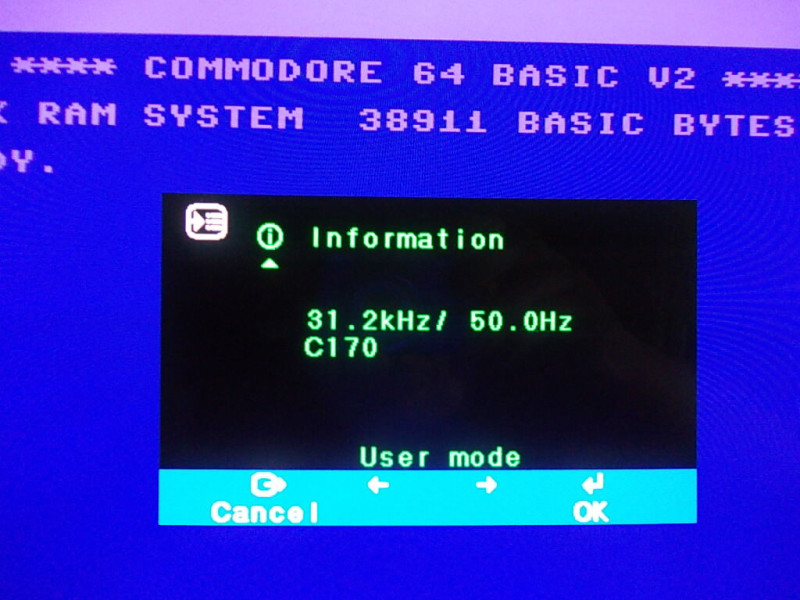 **** COMMODORE 64 BASIC V2 ****
RAM SYSTEM 38911 BASIC BYTES
Information
31.2kHz/ 50.0Hz
C170
User mode
Cancel OK